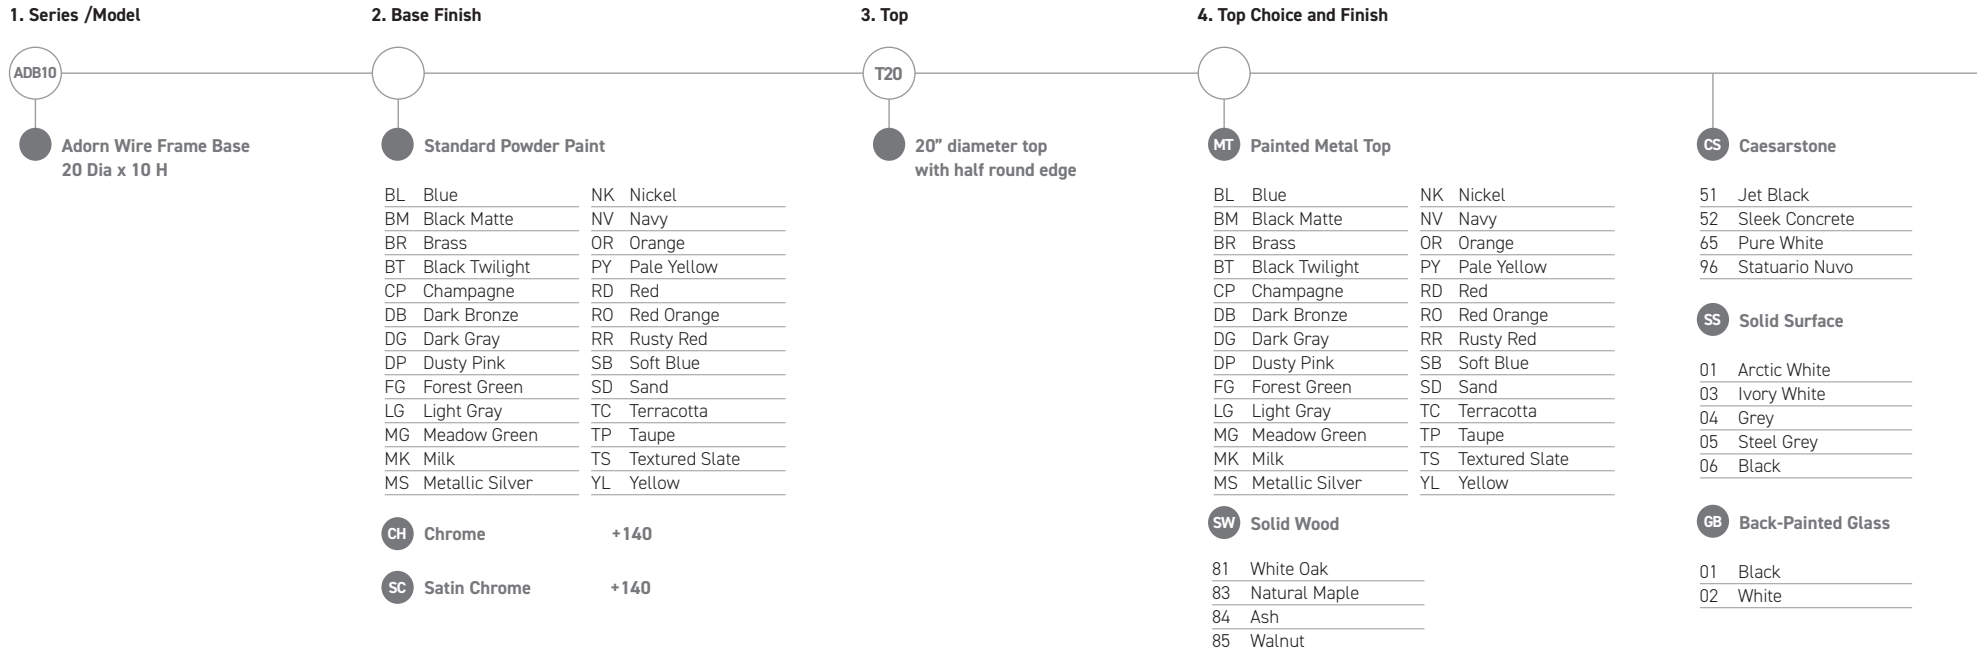 1. Series /Model
ADB10
Adorn Wire Frame Base
20 Dia x 10 H
2. Base Finish
Standard Powder Paint
BL Blue
BM Black Matte
BR Brass
BT Black Twilight
CP Champagne
DB Dark Bronze
DG Dark Gray
DP Dusty Pink
FG Forest Green
LG Light Gray
MG Meadow Green
MK Milk
MS Metallic Silver
NK Nickel
NV Navy
OR Orange
PY Pale Yellow
RD Red
RO Red Orange
RR Rusty Red
SB Soft Blue
SD Sand
TC Terracotta
TP Taupe
TS Textured Slate
YL Yellow
CH Chrome +140
SC Satin Chrome +140
3. Top
T20
20” diameter top
with half round edge
4. Top Choice and Finish
MT Painted Metal Top
BL Blue
BM Black Matte
BR Brass
BT Black Twilight
CP Champagne
DB Dark Bronze
DG Dark Gray
DP Dusty Pink
FG Forest Green
LG Light Gray
MG Meadow Green
MK Milk
MS Metallic Silver
NK Nickel
NV Navy
OR Orange
PY Pale Yellow
RD Red
RO Red Orange
RR Rusty Red
SB Soft Blue
SD Sand
TC Terracotta
TP Taupe
TS Textured Slate
YL Yellow
SW Solid Wood
81 White Oak
83 Natural Maple
84 Ash
85 Walnut
CS Caesarstone
51 Jet Black
52 Sleek Concrete
65 Pure White
96 Statuario Nuvo
SS Solid Surface
01 Arctic White
03 Ivory White
04 Grey
05 Steel Grey
06 Black
GB Back-Painted Glass
01 Black
02 White